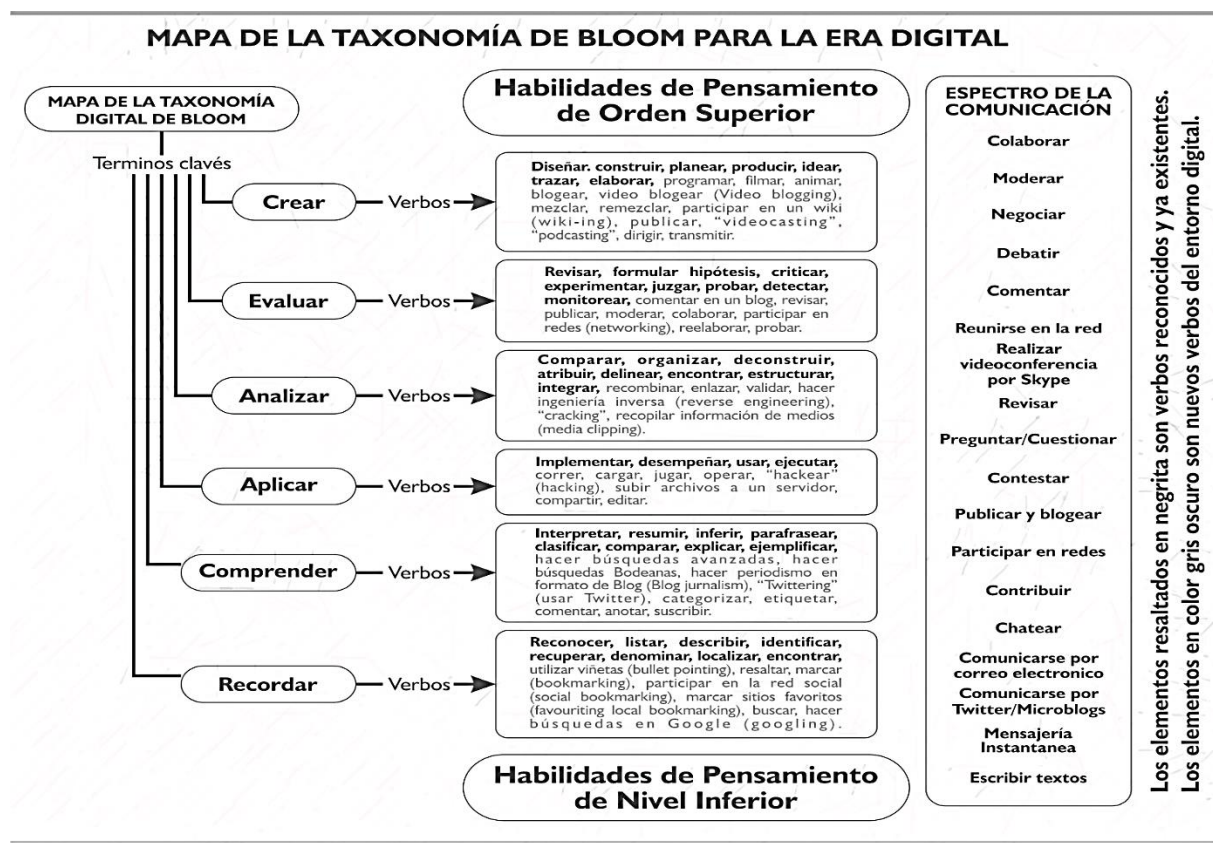 MAPA DE LA TAXONOMÍA DE BLOOM PARA LA ERA DIGITAL
MAPA DE LA TAXONOMÍA
DIGITAL DE BLOOM
Terminos clavés
Habilidades de Pensamiento
de Orden Superior
Crear
Verbos
Diseñar. construir, planear, producir, idear,
trazar, elaborar, programar, filmar, animar,
blogear, video blogear (Video blogging),
mezclar, remezclar, participar en un wiki
(wiki-ing), publicar, “videocasting”,
“podcasting”, dirigir, transmitir.
Evaluar
Verbos
Revisar, formular hipótesis, criticar,
experimentar, juzgar, probar, detectar,
monitorear, comentar en un blog, revisar,
publicar, moderar, colaborar, participar en
redes (networking), reelaborar, probar.
Analizar
Verbos
Comparar, organizar, deconstruir,
atribuir, delinear, encontrar, estructurar,
integrar, recombinar, enlazar, validar, hacer
ingeniería inversa (reverse engineering),
“cracking”, recopilar información de medios
(media clipping).
Aplicar
Verbos
Implementar, desempeñar, usar, ejecutar,
correr, cargar, jugar, operar, “hackear”
(hacking), subir archivos a un servidor,
compartir, editar.
Comprender
Verbos
Interpretar, resumir, inferir, parafrasear,
clasificar, comparar, explicar, ejemplificar,
hacer búsquedas avanzadas, hacer
búsquedas Bodeanas, hacer periodismo en
formato de Blog (Blog jurnalism), “Twittering”
(usar Twitter), categorizar, etiquetar,
comentar, anotar, suscribir.
Recordar
Verbos
Reconocer, listar, describir, identificar,
recuperar, denominar, localizar, encontrar,
utilizar viñetas (bullet pointing), resaltar, marcar
(bookmarking), participar en la red social
(social bookmarking), marcar sitios favoritos
(favouriting local bookmarking), buscar, hacer
búsquedas en Google (googling).
Habilidades de Pensamiento
de Nivel Inferior
ESPECTRO DE LA
COMUNICACIÓN
Colaborar
Moderar
Negociar
Debatir
Comentar
Reunirse en la red
Realizar
videoconferencia
por Skype
Revisar
Preguntar/Cuestionar
Contestar
Publicar y blogear
Participar en redes
Contribuir
Chatear
Comunicarse por
correo electronico
Comunicarse por
Twitter/Microblogs
Mensajería
Instantanea
Escribir textos
Los elementos resaltados en negrita son verbos reconocidos y ya existentes.
Los elementos en color gris oscuro son nuevos verbos del entorno digital.